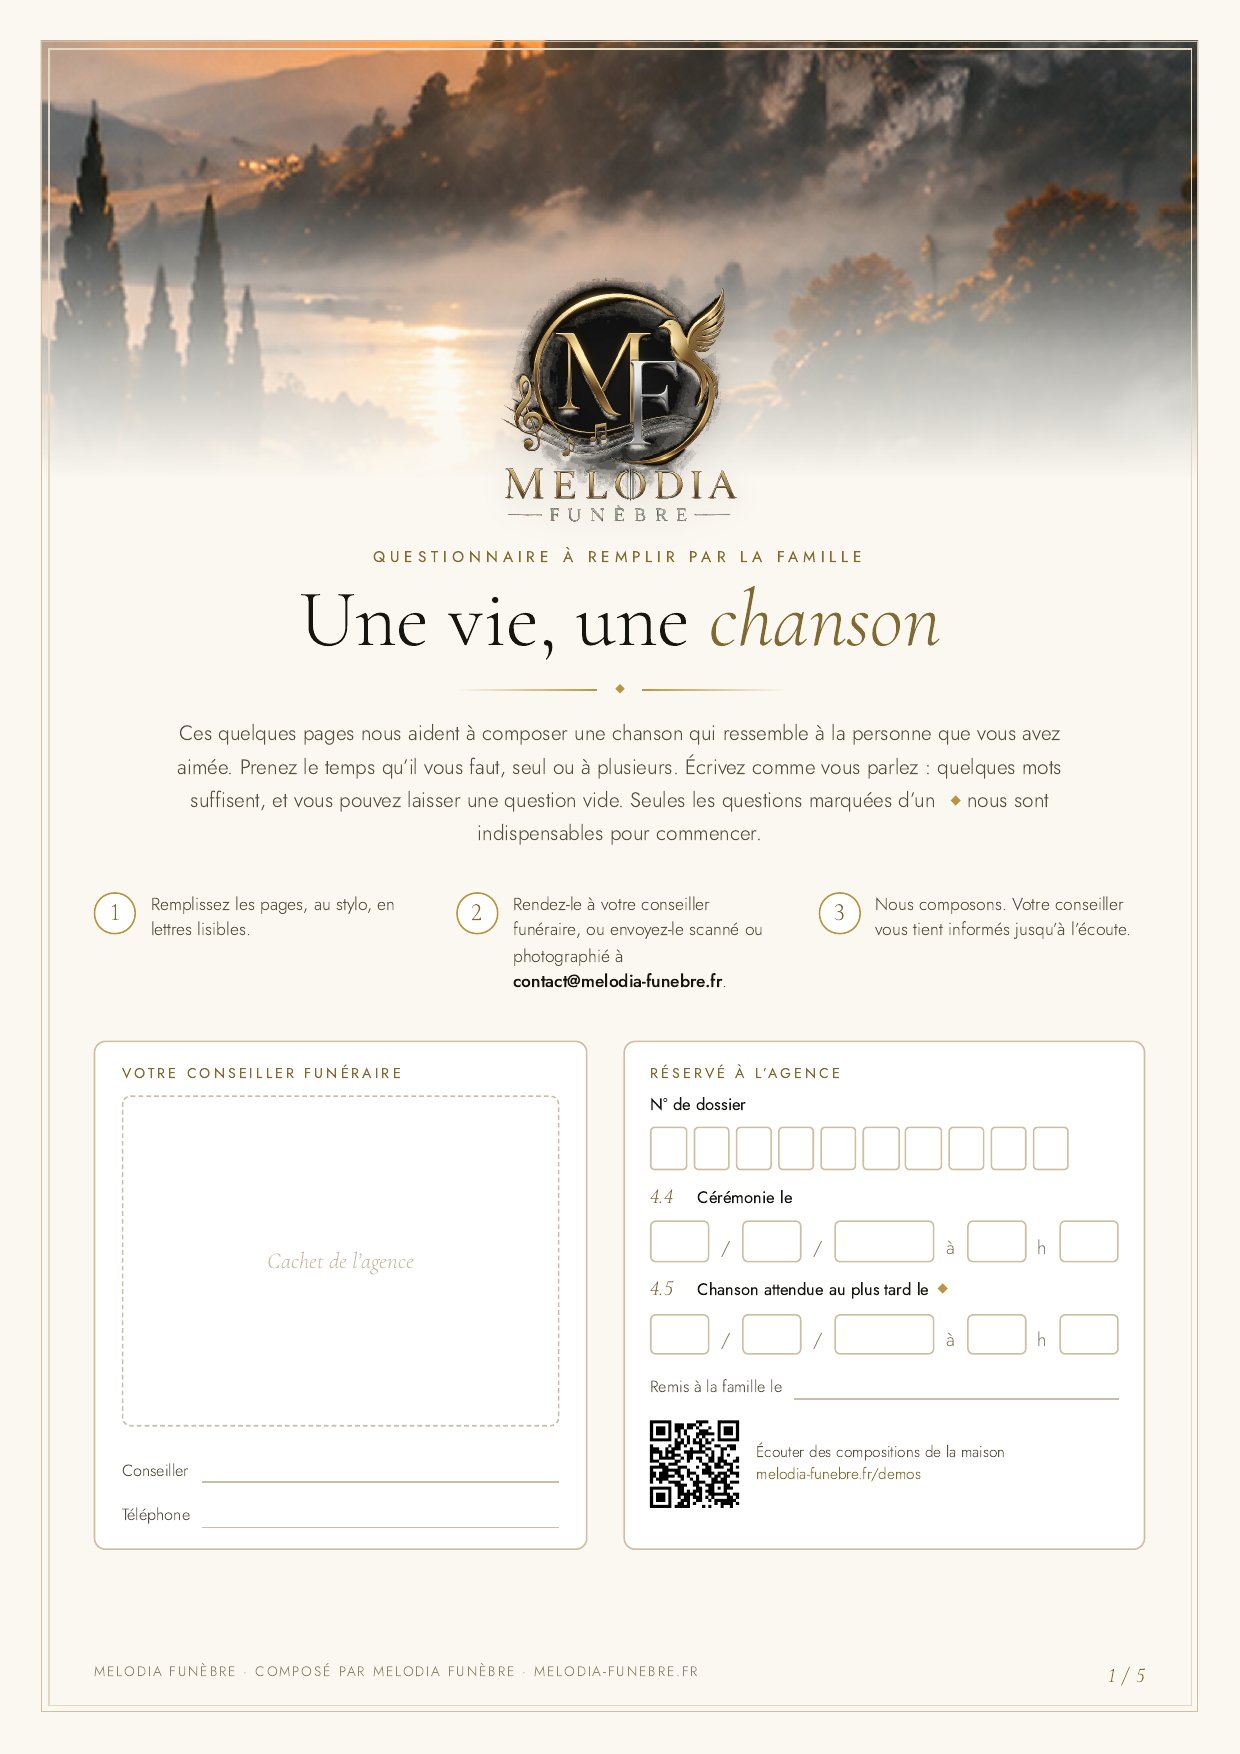 MF
MELODIA
FUNÈBRE
QUESTIONNAIRE À REMPLIR PAR LA FAMILLE
Une vie, une chanson
Ces quelques pages nous aident à composer une chanson qui ressemble à la personne que vous avez
aimée. Prenez le temps qu’il vous faut, seul ou à plusieurs. Écrivez comme vous parlez : quelques mots
suffisent, et vous pouvez laisser une question vide. Seules les questions marquées d’un ◆ nous sont
indispensables pour commencer.
1
Remplissez les pages, au stylo, en
lettres lisibles.
2
Rendez-le à votre conseiller
funéraire, ou envoyez-le scanné ou
photographié à
contact@melodia-funebre.fr.
3
Nous composons. Votre conseiller
vous tient informés jusqu’à l’écoute.
VOTRE CONSEILLER FUNÉRAIRE
Cachet de l’agence
Conseiller
Téléphone
RÉSERVÉ À L’AGENCE
N° de dossier
4.4 Cérémonie le
/ / à h
4.5 Chanson attendue au plus tard le ◆
/ / à h
Remis à la famille le
Écouter des compositions de la maison
melodia-funebre.fr/demos
MELODIA FUNÈBRE · COMPOSÉ PAR MELODIA FUNÈBRE · MELODIA-FUNEBRE.FR
1 / 5